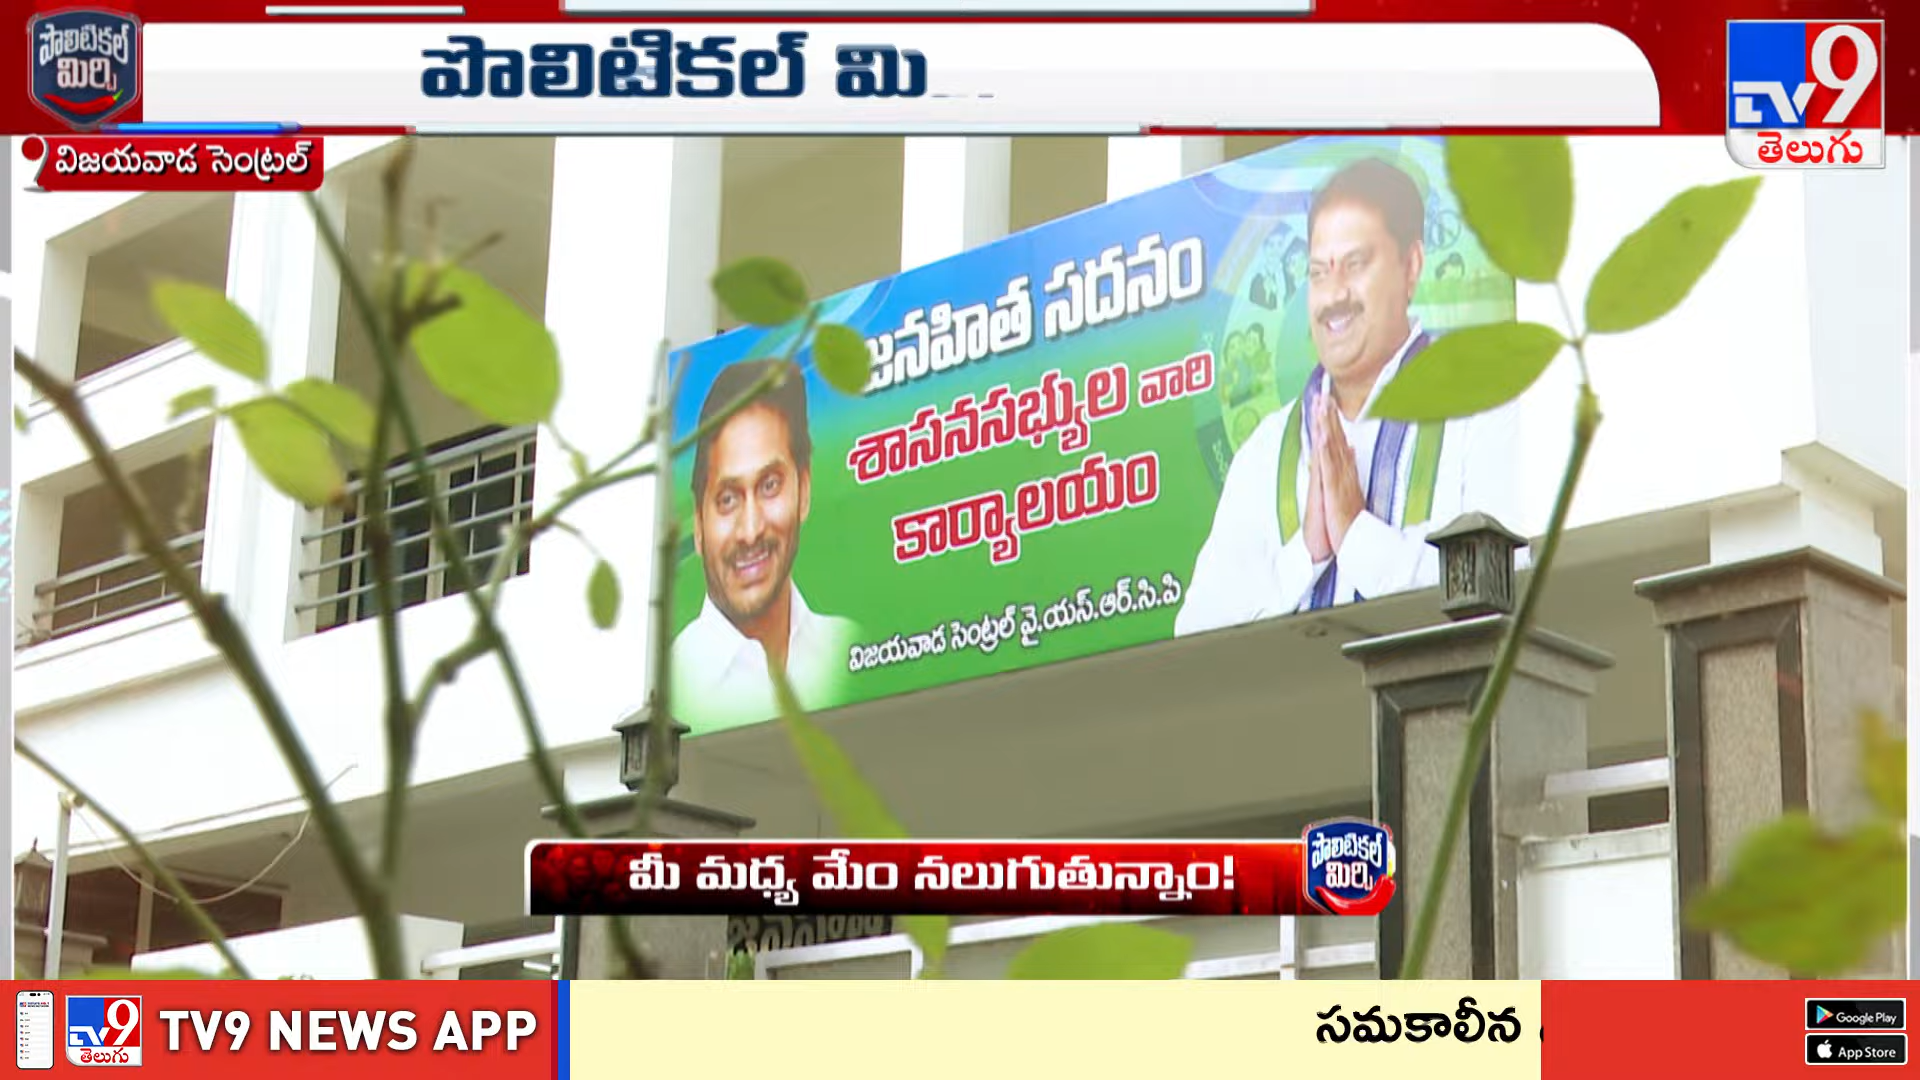 పొలిటికల్ మిర్చి
పొలిటికల్ మి
TV9
తెలుగు
విజయవాడ సెంట్రల్
జనహిత సదనం
శాసనసభ్యుల వారి
కార్యాలయం
విజయవాడ సెంట్రల్ వై.యస్.ఆర్.సి.పి
మీ మధ్య మేం నలుగుతున్నాం!
పొలిటికల్ మిర్చి
TV9 తెలుగు
TV9 NEWS APP
సమకాలీన
Google Play
App Store